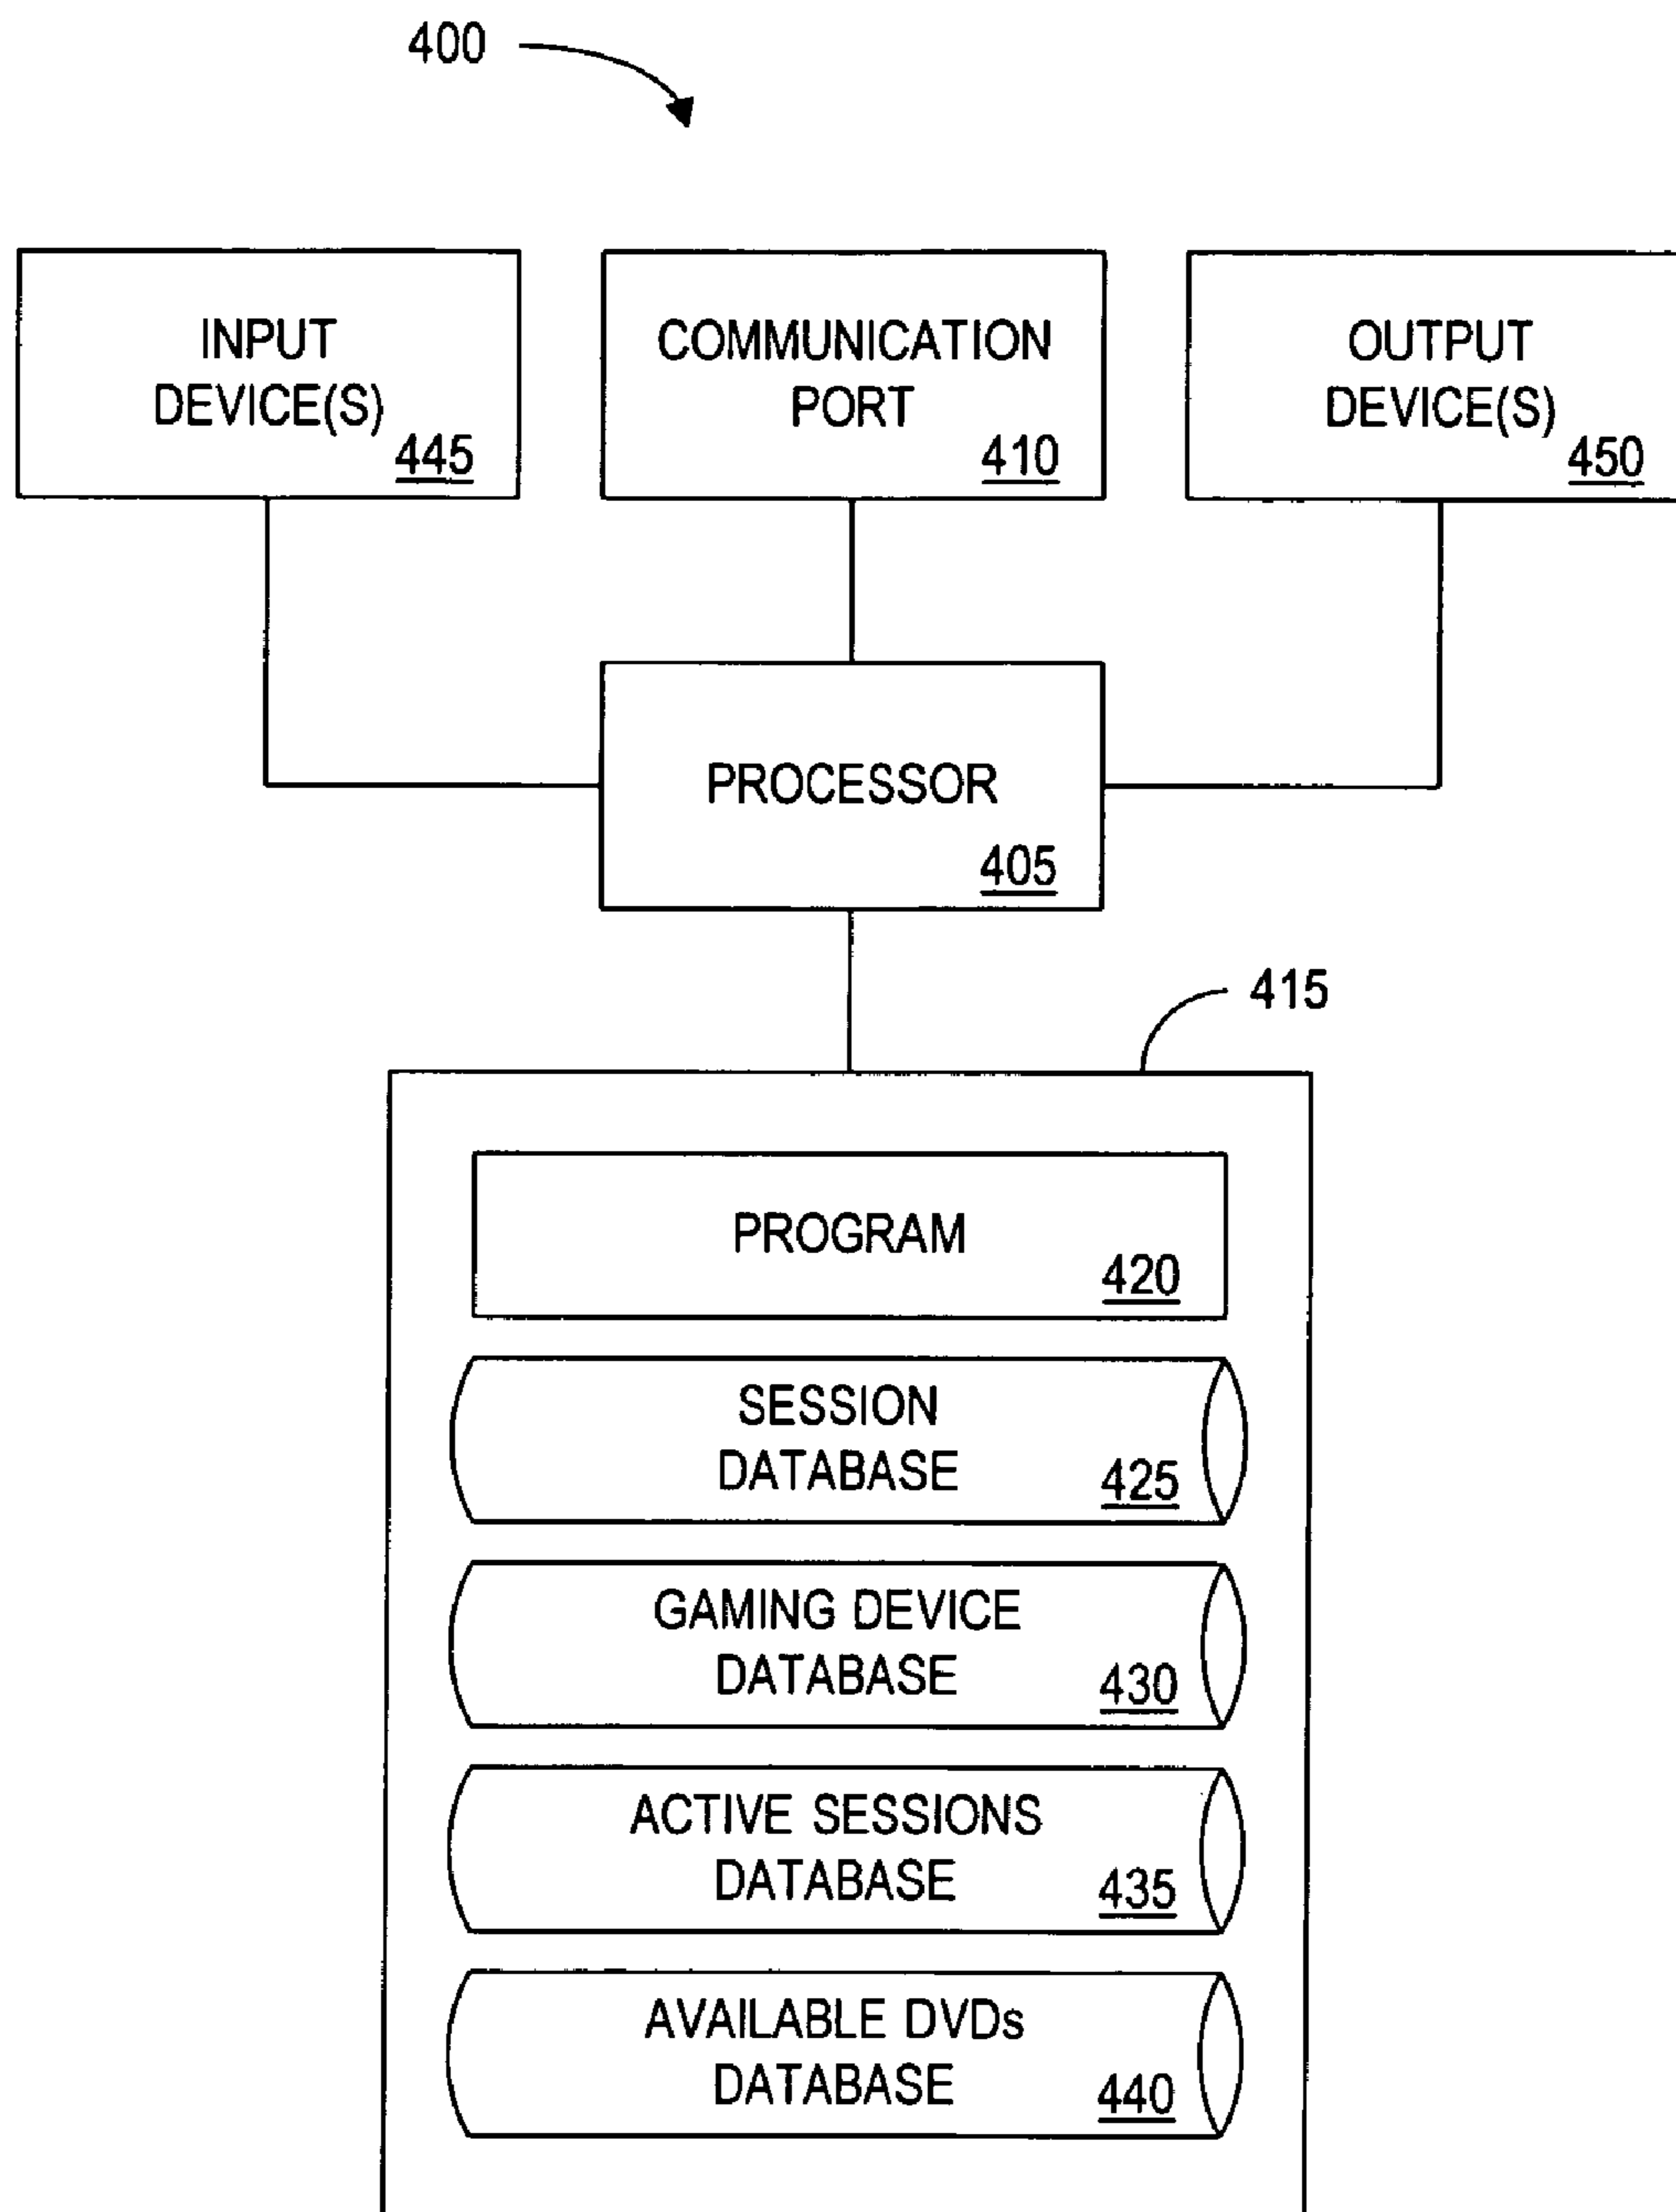 400
INPUT
DEVICE(S)
445
COMMUNICATION
PORT
410
OUTPUT
DEVICE(S)
450
PROCESSOR
405
415
PROGRAM
420
SESSION
DATABASE
425
GAMING DEVICE
DATABASE
430
ACTIVE SESSIONS
DATABASE
435
AVAILABLE DVDs
DATABASE
440